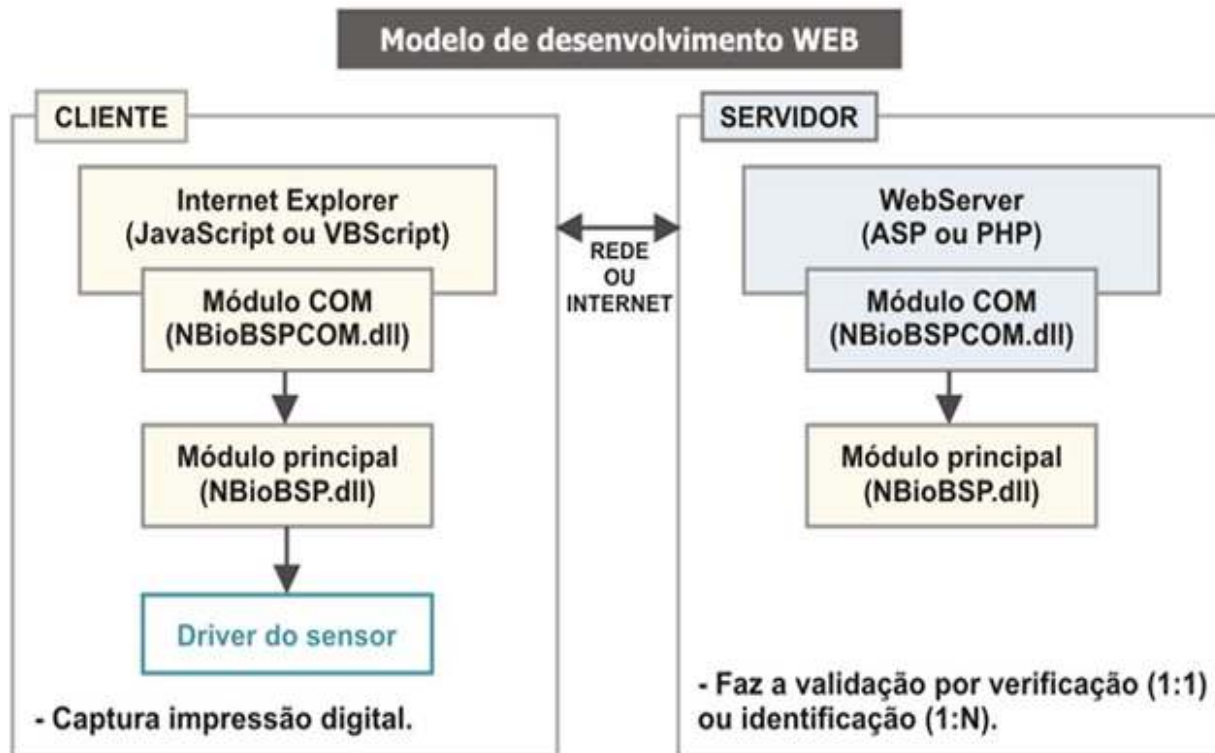 Modelo de desenvolvimento WEB
CLIENTE
Internet Explorer
(JavaScript ou VBScript)
Módulo COM
(NBioBSPCOM.dll)
Módulo principal
(NBioBSP.dll)
Driver do sensor
- Captura impressão digital.
REDE
OU
INTERNET
SERVIDOR
WebServer
(ASP ou PHP)
Módulo COM
(NBioBSPCOM.dll)
Módulo principal
(NBioBSP.dll)
- Faz a validação por verificação (1:1)
ou identificação (1:N).